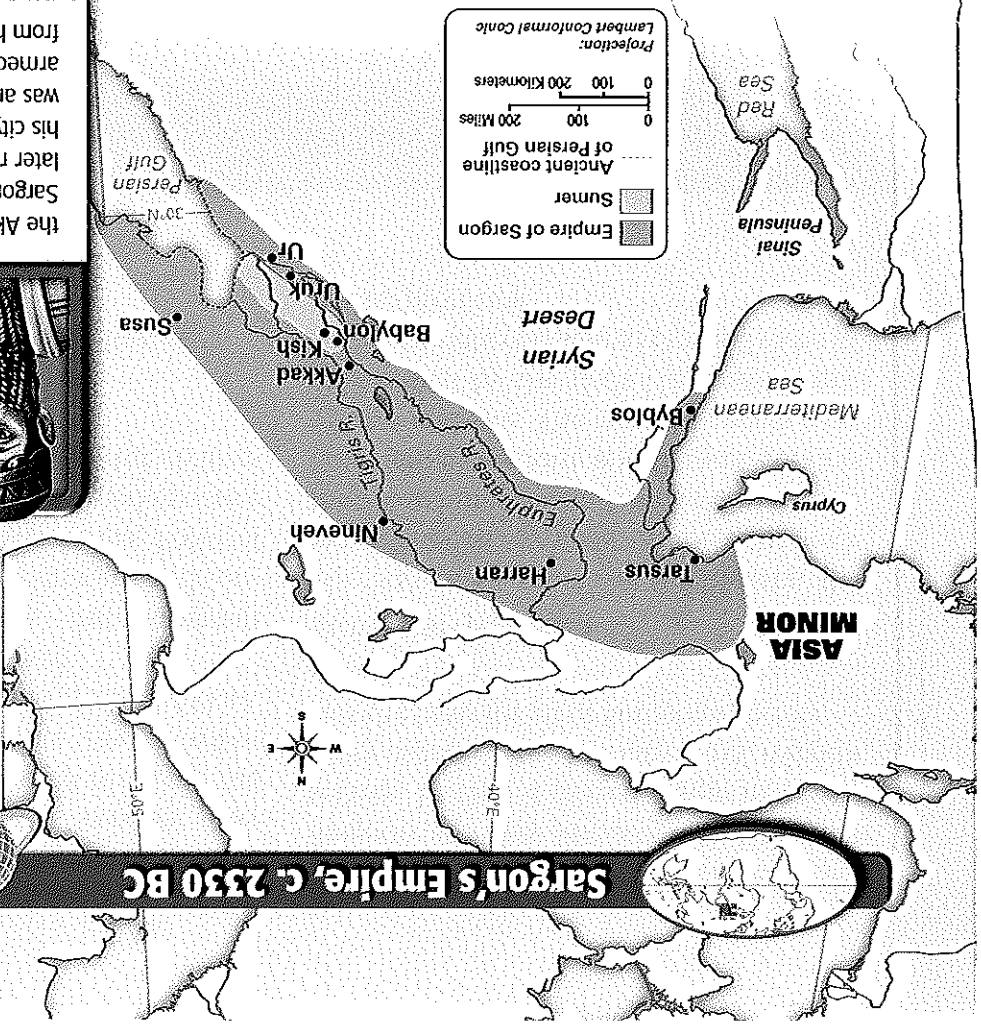 Sargon's Empire, c. 2330 BC
40°E
50°E
N
W
E
S
ASIA
MINOR
Tarsus
Harran
Nineveh
Cyprus
Mediterranean
Sea
Byblos
Euphrates R.
Tigris R.
Syrian
Desert
Akkad
Kish
Babylon
Susa
Uruk
Ur
30°N
Persian
Gulf
Sinai
Peninsula
Red
Sea
Empire of Sargon
Sumer
Ancient coastline
of Persian Gulf
0 100 200 Miles
0 100 200 Kilometers
Projection:
Lambert Conformal Conic
the
Sargon
later
his city
was
armed
from